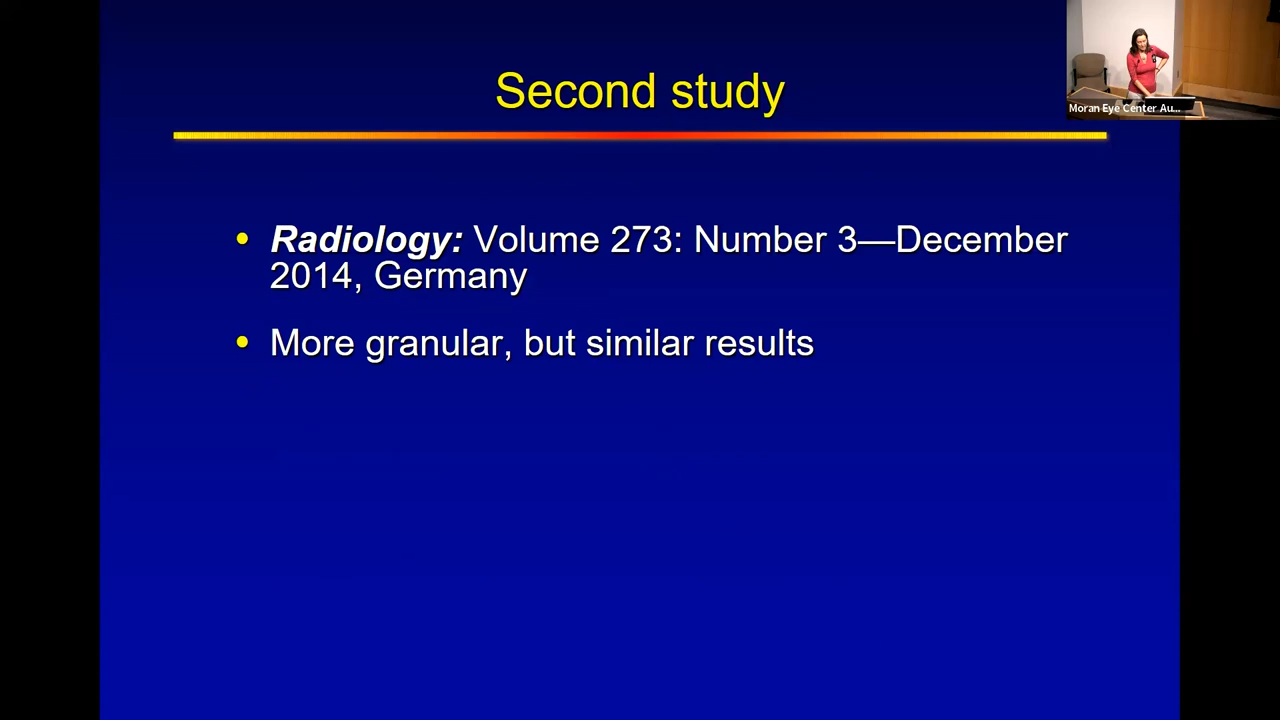 Second study
Moran Eye Center Au...
• Radiology: Volume 273: Number 3—December
2014, Germany
• More granular, but similar results